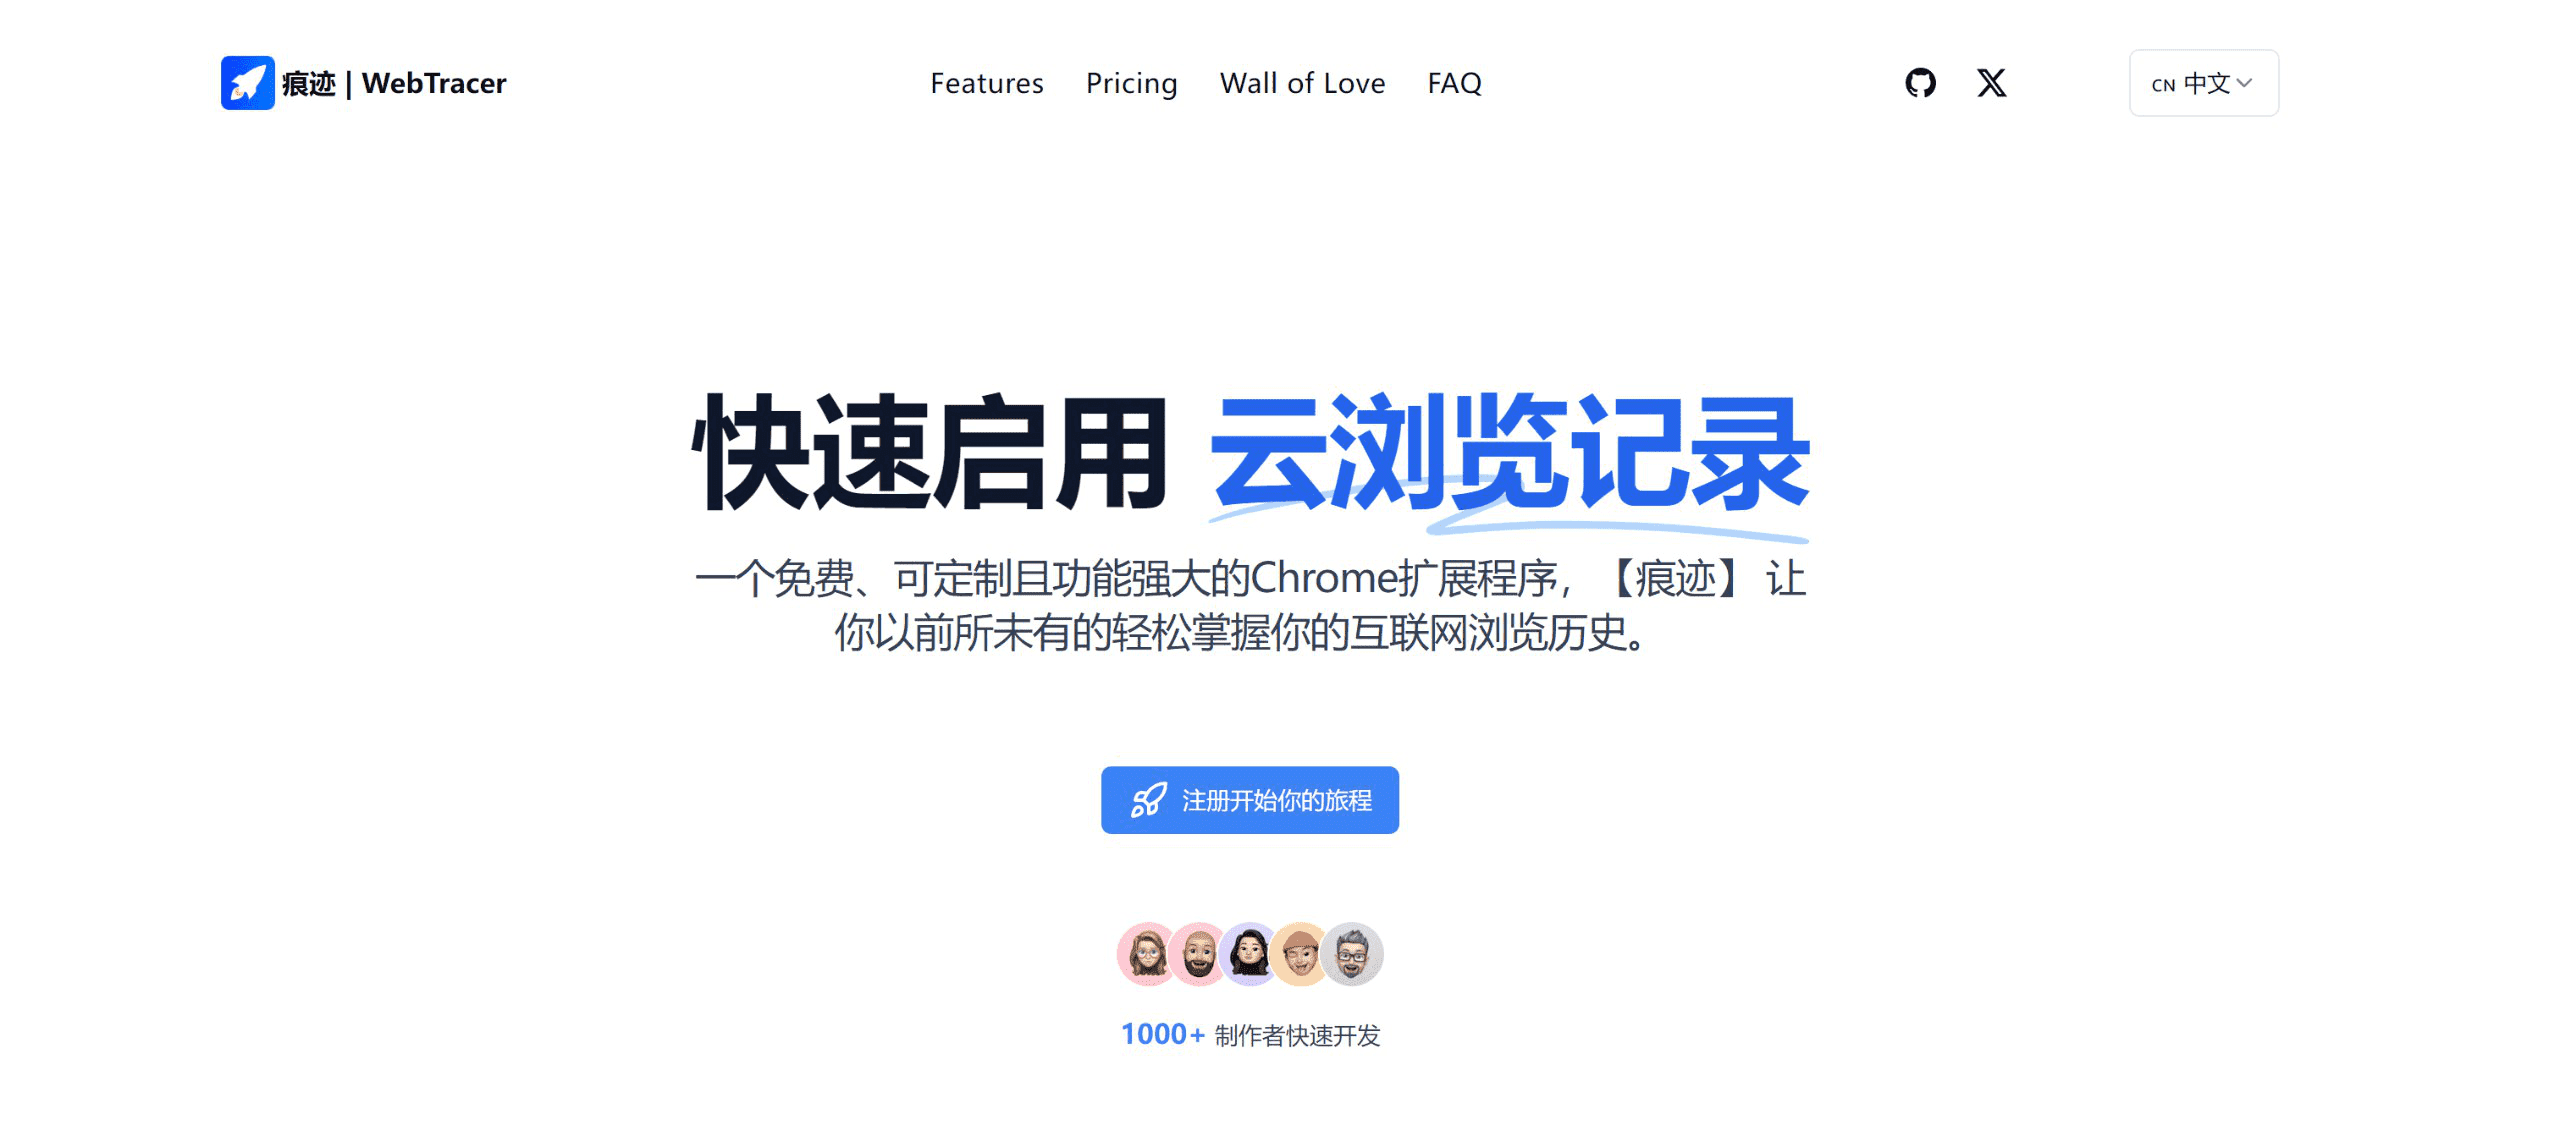 痕迹 | WebTracer
Features Pricing Wall of Love FAQ
CN 中文
快速启用 云浏览记录
一个免费、可定制且功能强大的Chrome扩展程序，【痕迹】 让
你以前所未有的轻松掌握你的互联网浏览历史。
注册开始你的旅程
1000+ 制作者快速开发